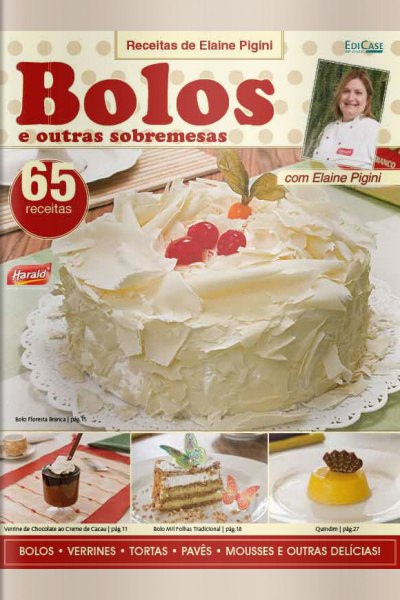 Receitas de Elaine Pigini
EDICASE
Bolos
e outras sobremesas
65
receitas
com Elaine Pigini
Harald
Bolo Floresta Branca | pág.15
Verrine de Chocolate ao Creme de Cacau | pág.11
Bolo Mil Folhas Tradicional | pág.18
Quindim | pág.27
BOLOS • VERRINES • TORTAS • PAVÊS • MOUSSES E OUTRAS DELÍCIAS!